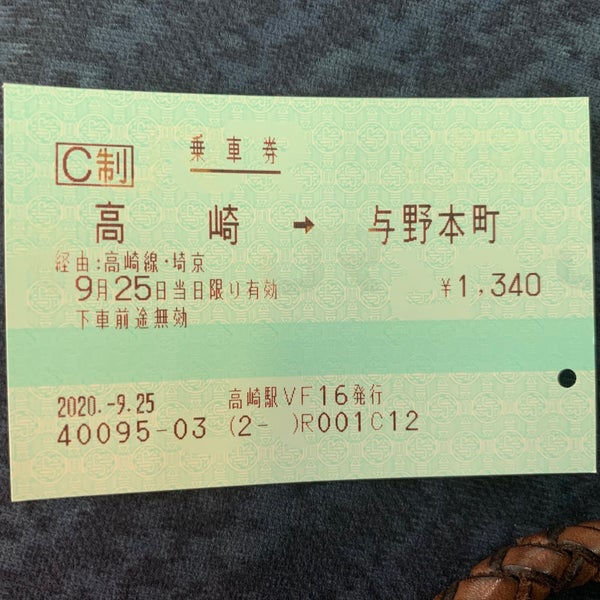 C制 乗車券
高崎 → 与野本町
経由:高崎線・埼京
9月25日当日限り有効 ¥1,340
下車前途無効
2020.-9.25 高崎駅VF16発行
40095-03 (2- )R001C12